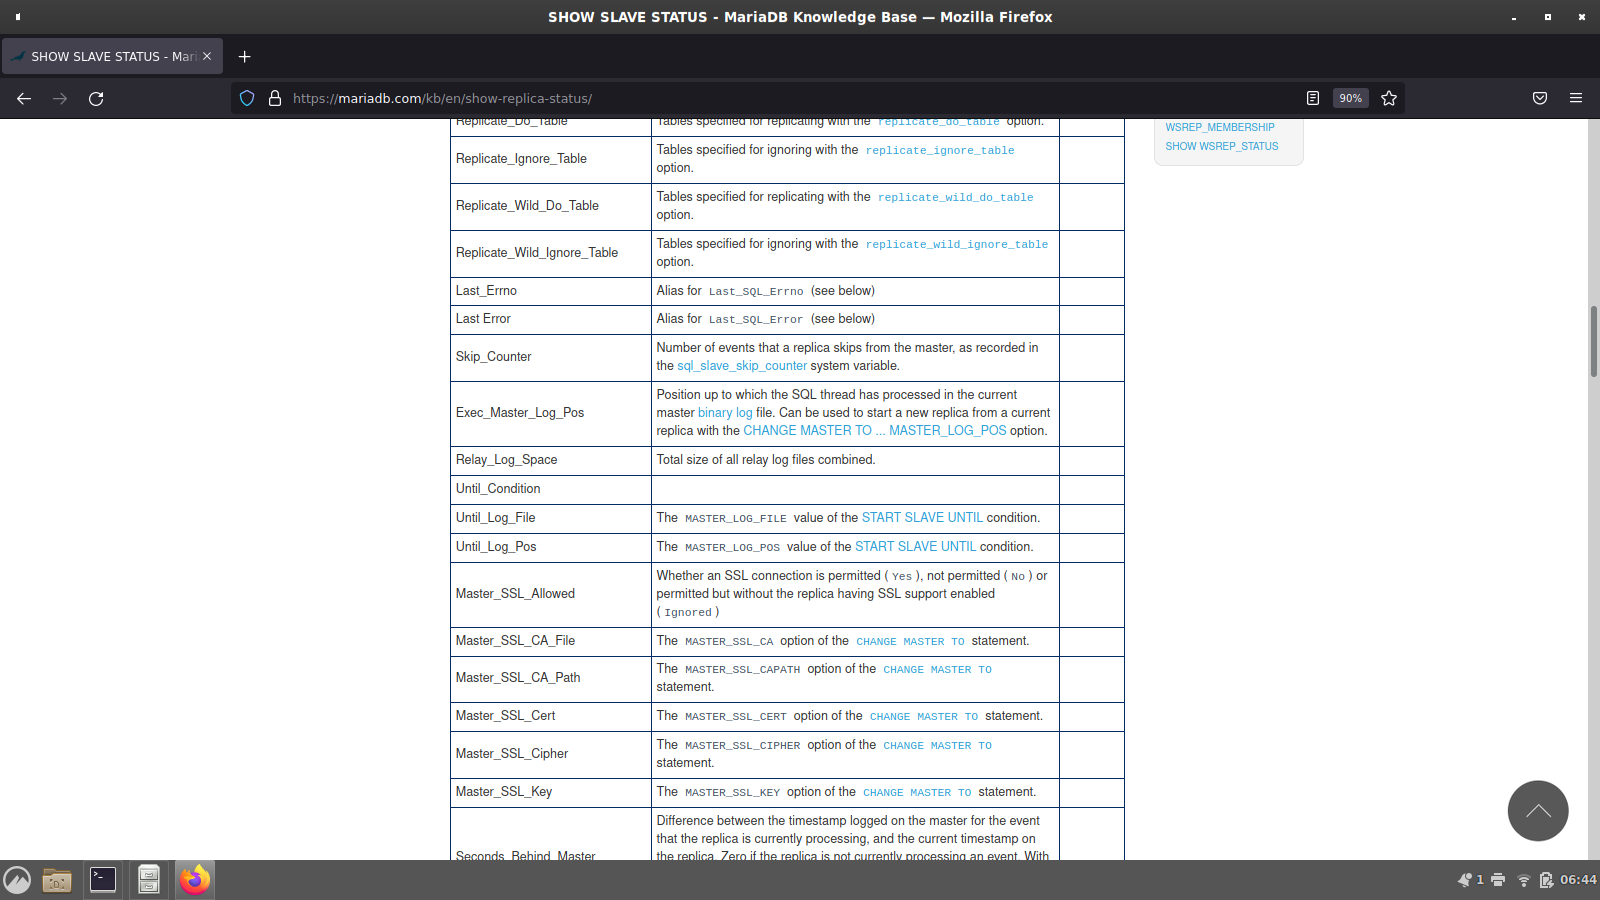 SHOW SLAVE STATUS - MariaDB Knowledge Base — Mozilla Firefox
SHOW SLAVE STATUS - Mari
https://mariadb.com/kb/en/show-replica-status/
90%
Replicate_Do_Table
Tables specified for replicating with the replicate_do_table option.
Replicate_Ignore_Table
Tables specified for ignoring with the replicate_ignore_table
option.
Replicate_Wild_Do_Table
Tables specified for replicating with the replicate_wild_do_table
option.
Replicate_Wild_Ignore_Table
Tables specified for ignoring with the replicate_wild_ignore_table
option.
Last_Errno
Alias for Last_SQL_Errno (see below)
Last Error
Alias for Last_SQL_Error (see below)
Skip_Counter
Number of events that a replica skips from the master, as recorded in
the sql_slave_skip_counter system variable.
Exec_Master_Log_Pos
Position up to which the SQL thread has processed in the current
master binary log file. Can be used to start a new replica from a current
replica with the CHANGE MASTER TO ... MASTER_LOG_POS option.
Relay_Log_Space
Total size of all relay log files combined.
Until_Condition
Until_Log_File
The MASTER_LOG_FILE value of the START SLAVE UNTIL condition.
Until_Log_Pos
The MASTER_LOG_POS value of the START SLAVE UNTIL condition.
Master_SSL_Allowed
Whether an SSL connection is permitted ( Yes ), not permitted ( No ) or
permitted but without the replica having SSL support enabled
( Ignored )
Master_SSL_CA_File
The MASTER_SSL_CA option of the CHANGE MASTER TO statement.
Master_SSL_CA_Path
The MASTER_SSL_CAPATH option of the CHANGE MASTER TO
statement.
Master_SSL_Cert
The MASTER_SSL_CERT option of the CHANGE MASTER TO statement.
Master_SSL_Cipher
The MASTER_SSL_CIPHER option of the CHANGE MASTER TO
statement.
Master_SSL_Key
The MASTER_SSL_KEY option of the CHANGE MASTER TO statement.
Seconds_Behind_Master
Difference between the timestamp logged on the master for the event
that the replica is currently processing, and the current timestamp on
the replica. Zero if the replica is not currently processing an event. With
WSREP_MEMBERSHIP
SHOW WSREP_STATUS
1
06:44